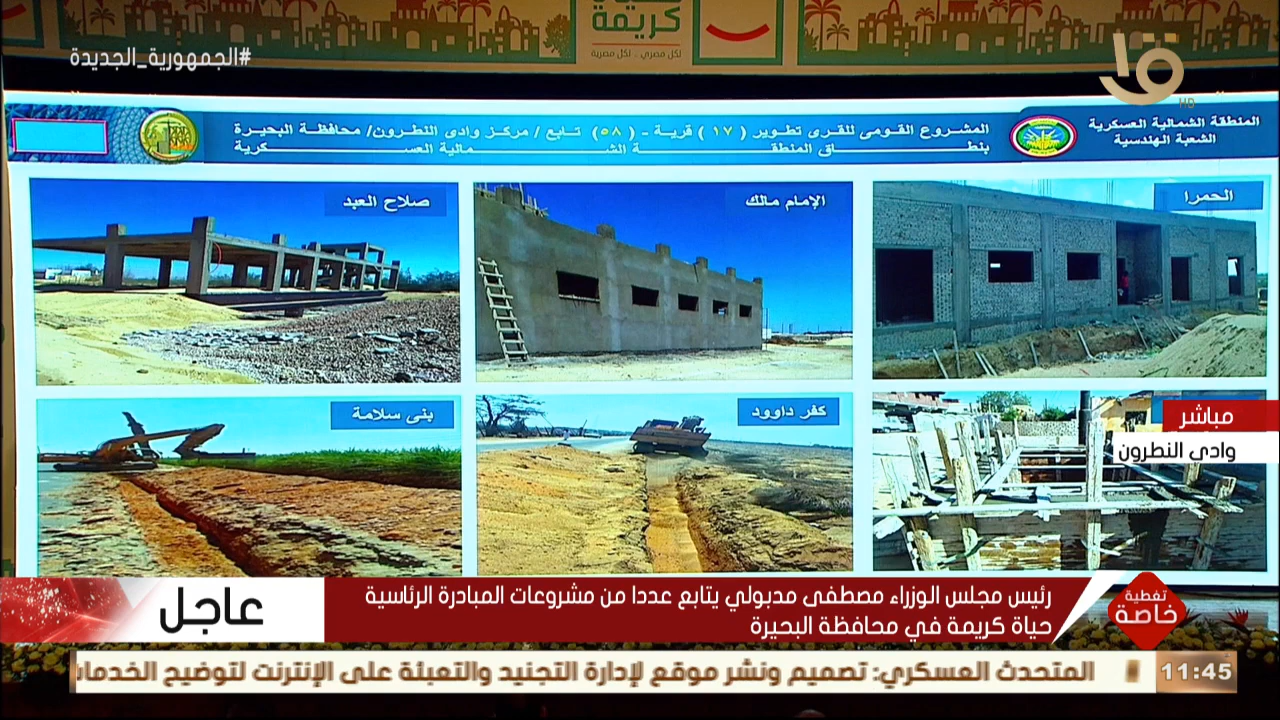 كريمة
لكل مصري .. لكل مصرية
#الجمهورية_الجديدة
HD
المنطقة الشمالية العسكرية
الشعبة الهندسية
المشروع القومى للقرى تطوير ( ١٧ ) قرية - ( ٥٨ ) تابع / مركز وادى النطرون/ محافظة البحيرة
بنطاق المنطقة الشمالية العسكرية
الحمرا
الإمام مالك
صلاح العبد
كفر داوود
بنى سلامة
مباشر
وادي النطرون
تغطية
خاصة
رئيس مجلس الوزراء مصطفى مدبولي يتابع عددا من مشروعات المبادرة الرئاسية
حياة كريمة في محافظة البحيرة
عاجل
11:45
المتحدث العسكري: تصميم ونشر موقع لإدارة التجنيد والتعبئة على الإنترنت لتوضيح الخدمات